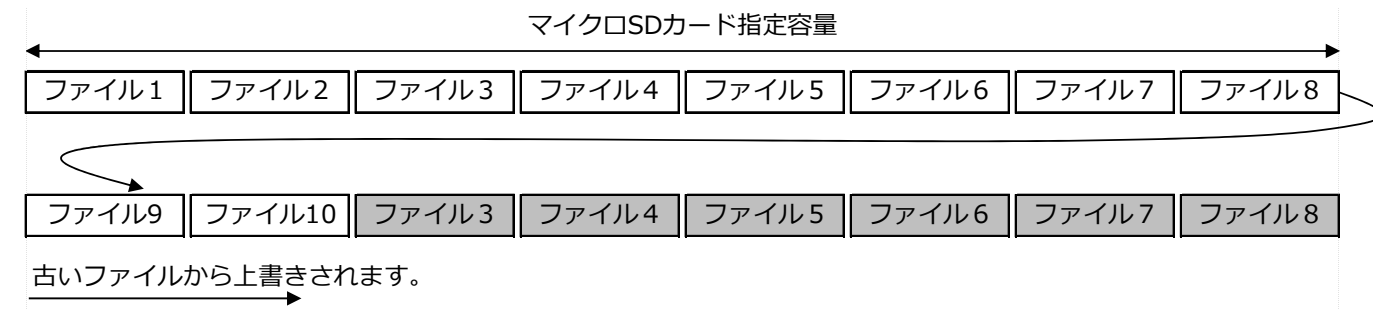 マイクロSDカード指定容量
ファイル1 ファイル2 ファイル3 ファイル4 ファイル5 ファイル6 ファイル7 ファイル8
ファイル9 ファイル10 ファイル3 ファイル4 ファイル5 ファイル6 ファイル7 ファイル8
古いファイルから上書きされます。